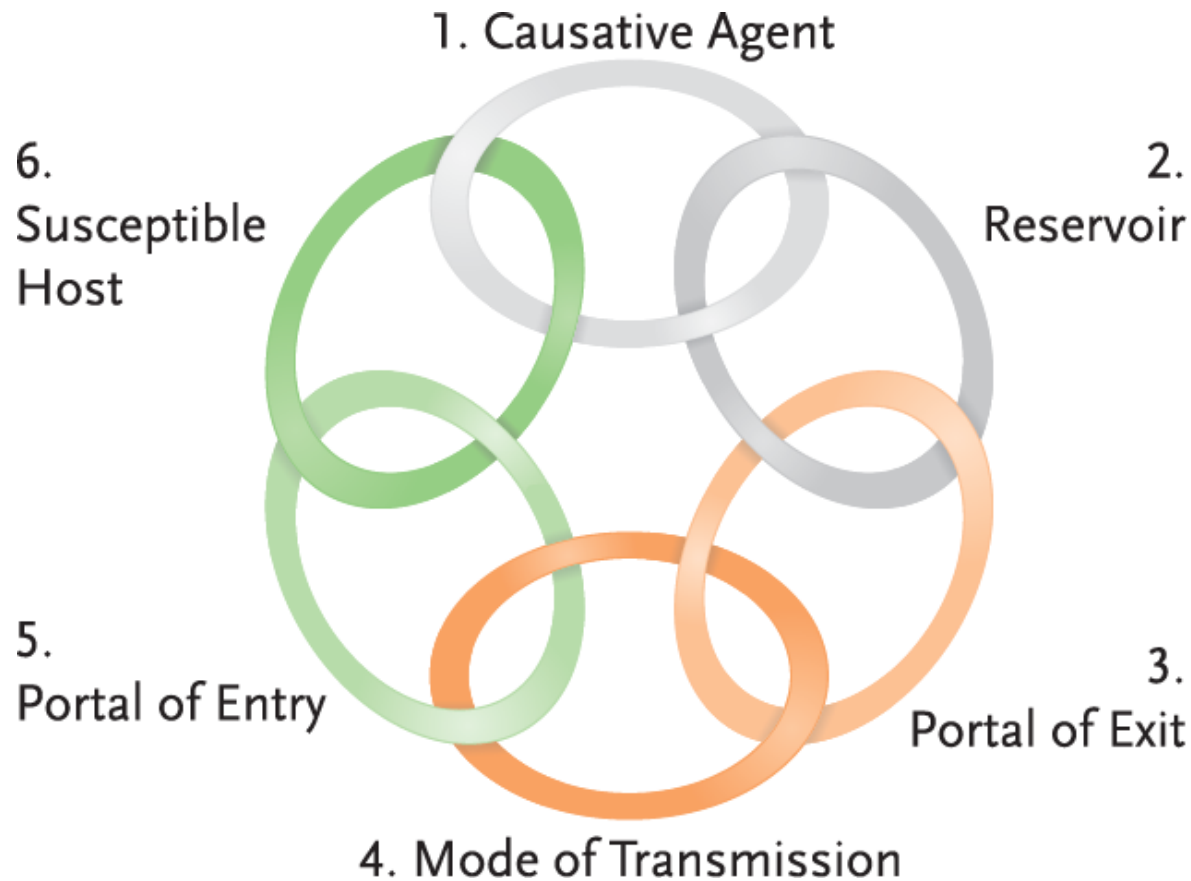 1. Causative Agent
2.
Reservoir
3.
Portal of Exit
4. Mode of Transmission
5.
Portal of Entry
6.
Susceptible
Host